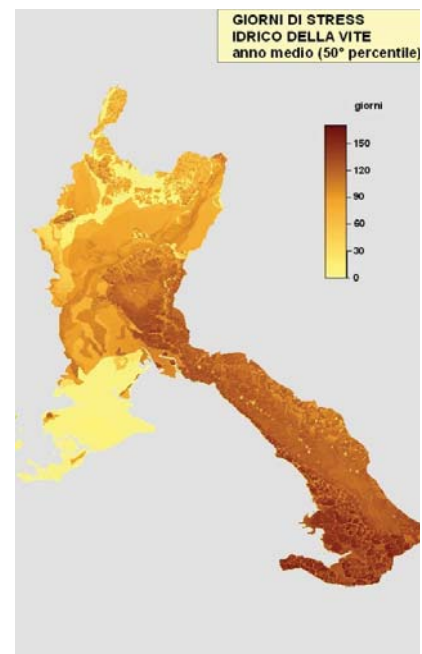 GIORNI DI STRESS
IDRICO DELLA VITE
anno medio (50° percentile)
giorni
150
120
90
60
30
0